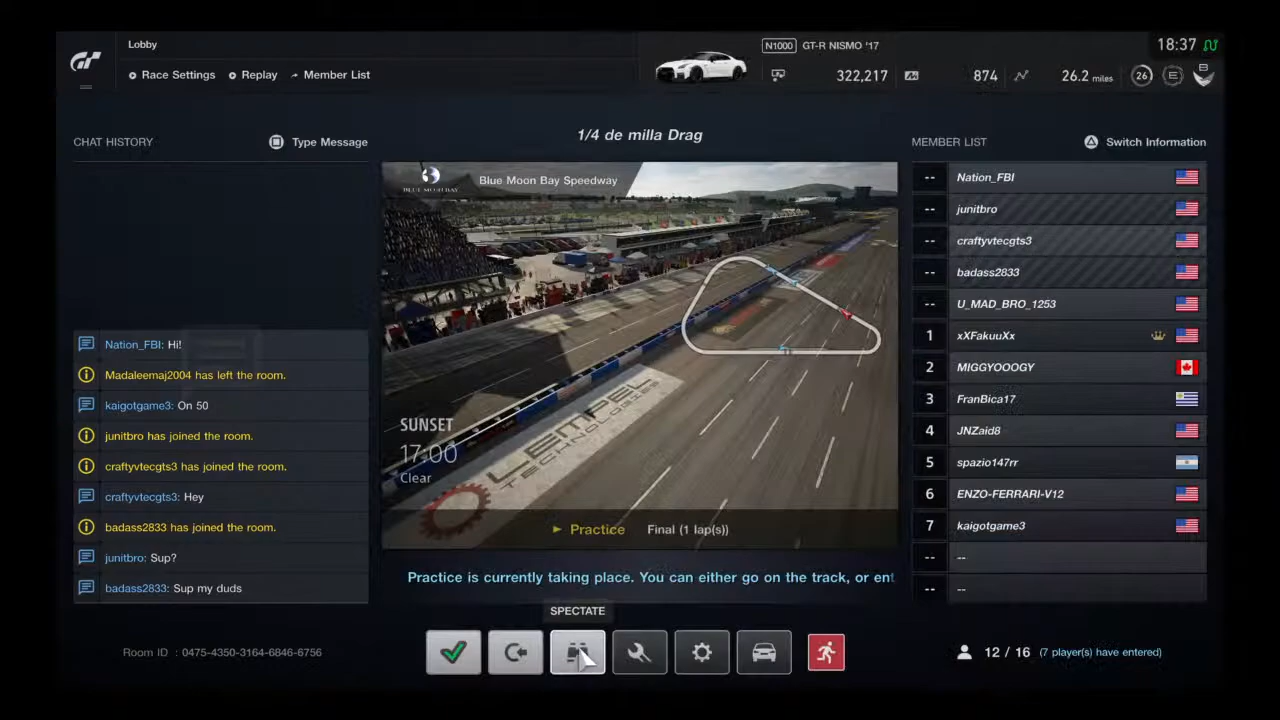 Lobby
Race Settings
Replay
Member List
N1000 GT-R NISMO '17
322,217
874
26.2 miles
26
E
B
18:37
CHAT HISTORY
Type Message
Nation_FBI: Hi!
Madaleemaj2004 has left the room.
kaigotgame3: On 50
junitbro has joined the room.
craftyvtecgts3 has joined the room.
craftyvtecgts3: Hey
badass2833 has joined the room.
junitbro: Sup?
badass2833: Sup my duds
1/4 de milla Drag
BLUE MOON BAY
Blue Moon Bay Speedway
LEMPEL
TECHNOLOGIES
SUNSET
17:00
Clear
Practice
Final (1 lap(s))
Practice is currently taking place. You can either go on the track, or ent
SPECTATE
MEMBER LIST
Switch Information
-- Nation_FBI
-- junitbro
-- craftyvtecgts3
-- badass2833
-- U_MAD_BRO_1253
1 xXFakuuXx
2 MIGGYOOOGY
3 FranBica17
4 JNZaid8
5 spazio147rr
6 ENZO-FERRARI-V12
7 kaigotgame3
-- --
-- --
Room ID : 0475-4350-3164-6846-6756
12 / 16 (7 player(s) have entered)